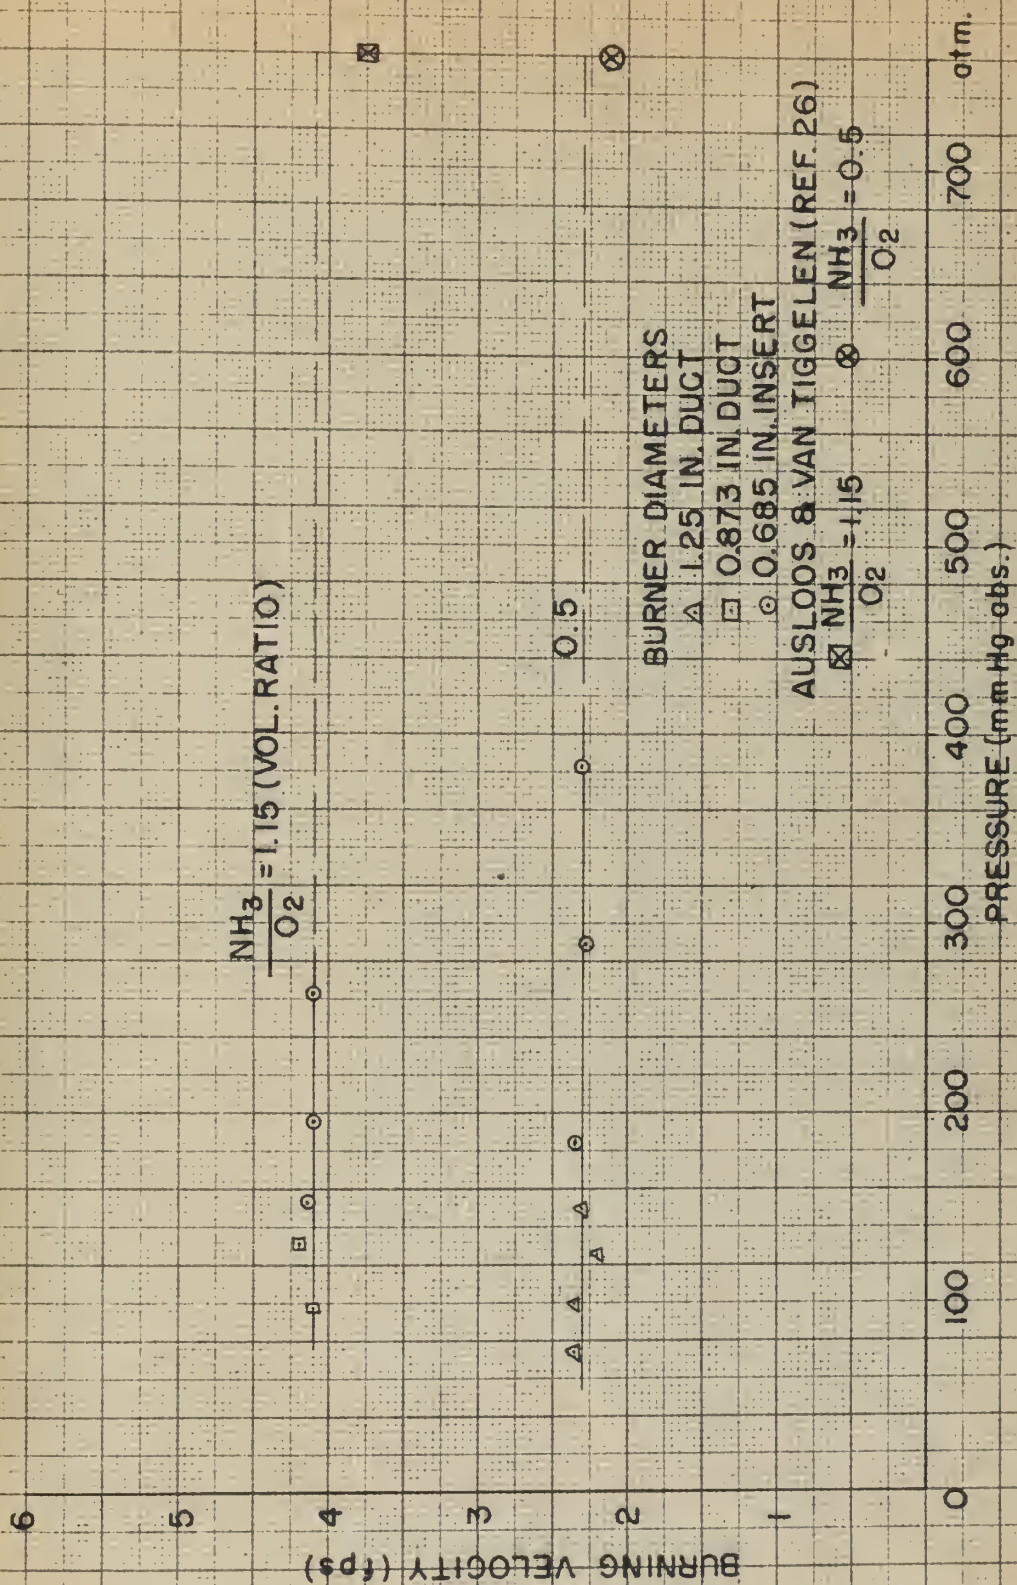 BURNING VELOCITY (fps)
6
5
4
3
2
1
NH3 = 1.15 (VOL. RATIO)
O2
0.5
BURNER DIAMETERS
△ 1.25 IN. DUCT
⊡ 0.873 IN. DUCT
⊙ 0.685 IN. INSERT
AUSLOOS & VAN TIGGELEN (REF. 26)
⊠ NH3 = 1.15 ⊗ NH3 = 0.5
O2 O2
0 100 200 300 400 500 600 700 atm.
PRESSURE (mm Hg abs.)